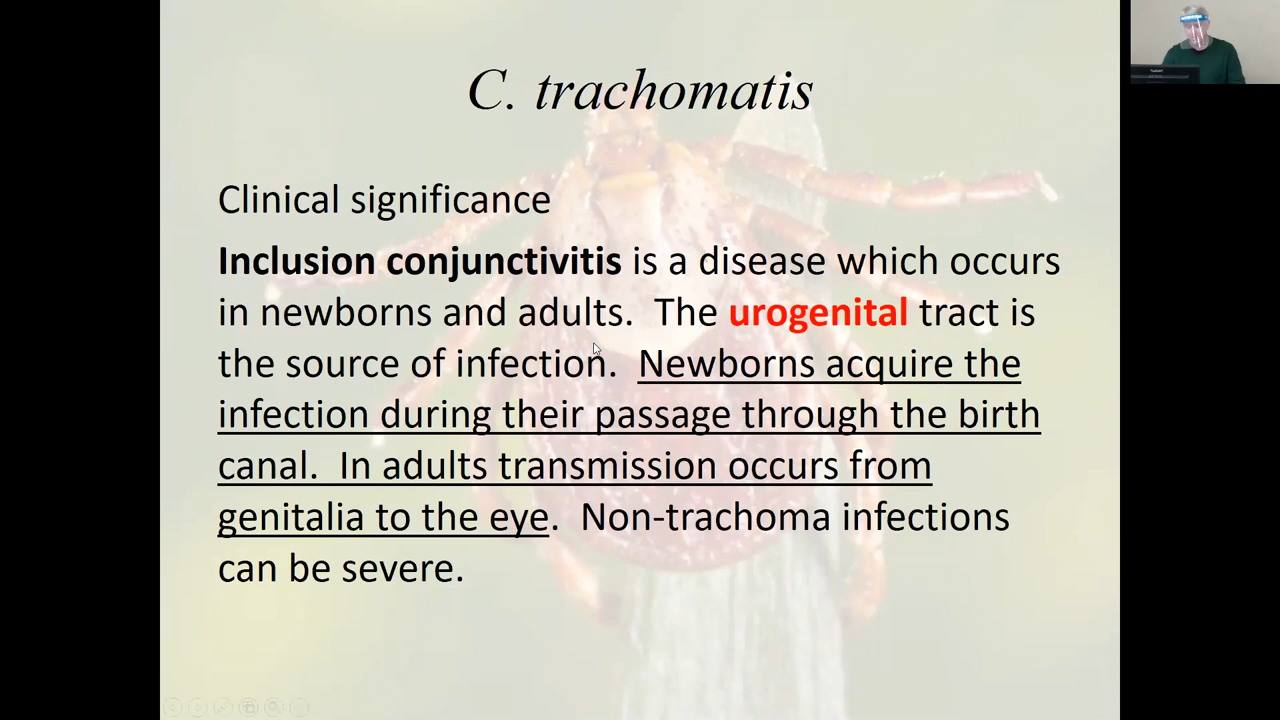 C. trachomatis
Clinical significance
Inclusion conjunctivitis is a disease which occurs
in newborns and adults.  The urogenital tract is
the source of infection.  Newborns acquire the
infection during their passage through the birth
canal.  In adults transmission occurs from
genitalia to the eye.  Non-trachoma infections
can be severe.